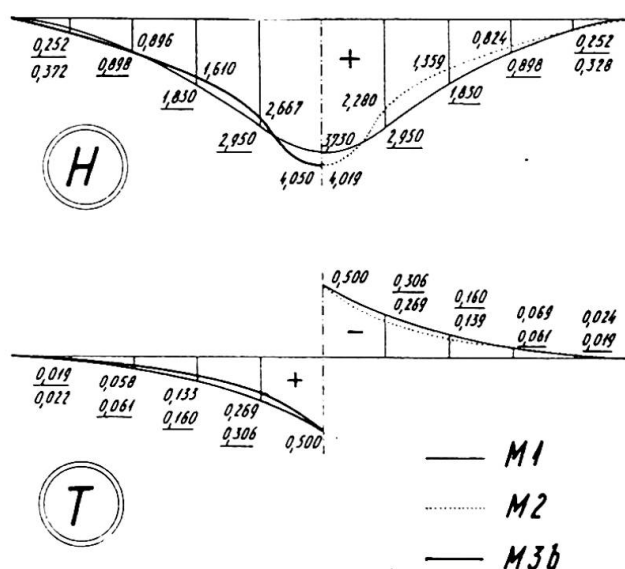 0,252 0,896 + 0,824 0,252
0,372 0,898 1,610 1,359 0,898 0,328
1,830 2,667 2,280 1,830
2,950 3730 2,950
H
4,050 4,019
0,500 0,306 0,160 0,069 0,024
0,269 0,139 0,061 0,019
-
0,019 0,058 0,133 0,269 +
0,022 0,061 0,160 0,306 0,500
M1
T
M2
M3b